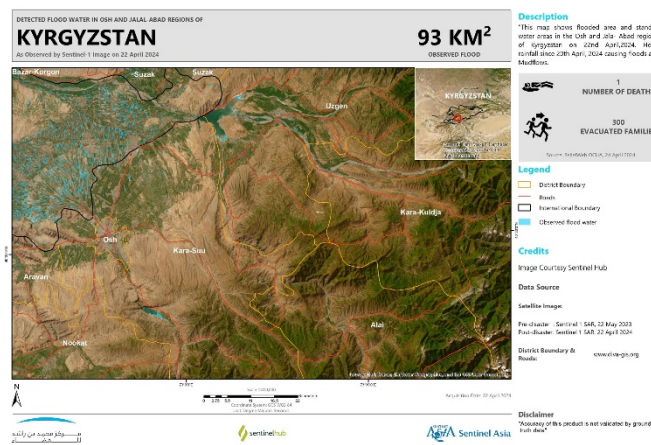 DETECTED FLOOD WATER IN OSH AND JALAL-ABAD REGIONS OF
KYRGYZSTAN
As Observed by Sentinel-1 Image on 22 April 2024
93 KM²
OBSERVED FLOOD
Bazar-Korgon
Suzak
Suzak
Uzgen
KYRGYZSTAN
Kara-Kuldja
Osh
Kara-Suu
Aravan
Alai
Nookat
N
Acquisition Date: 22 April 2024
sentinelhub
Sentinel Asia
Description
"This map shows flooded area and stand
water areas in the Osh and Jala- Abad regio
of kyrgyzstan on 22nd April,2024. He
rainfall since 20th April, 2024 causing floods a
Mudflows.
1
NUMBER OF DEATH
300
EVACUATED FAMILIE
Legend
District Boundary
Roads
International Boundary
Observed flood water
Credits
Image Courtesy Sentinel Hub
Data Source
Satellite Image:
Pre-disaster : Sentinel 1 SAR, 22 May 2023
Post-disaster: Sentinel 1 SAR, 22 April 2024
District Boundary &
Roads:
www.diva-gis.org
Disclaimer
"Accuracy of this product is not validated by ground
truth data"